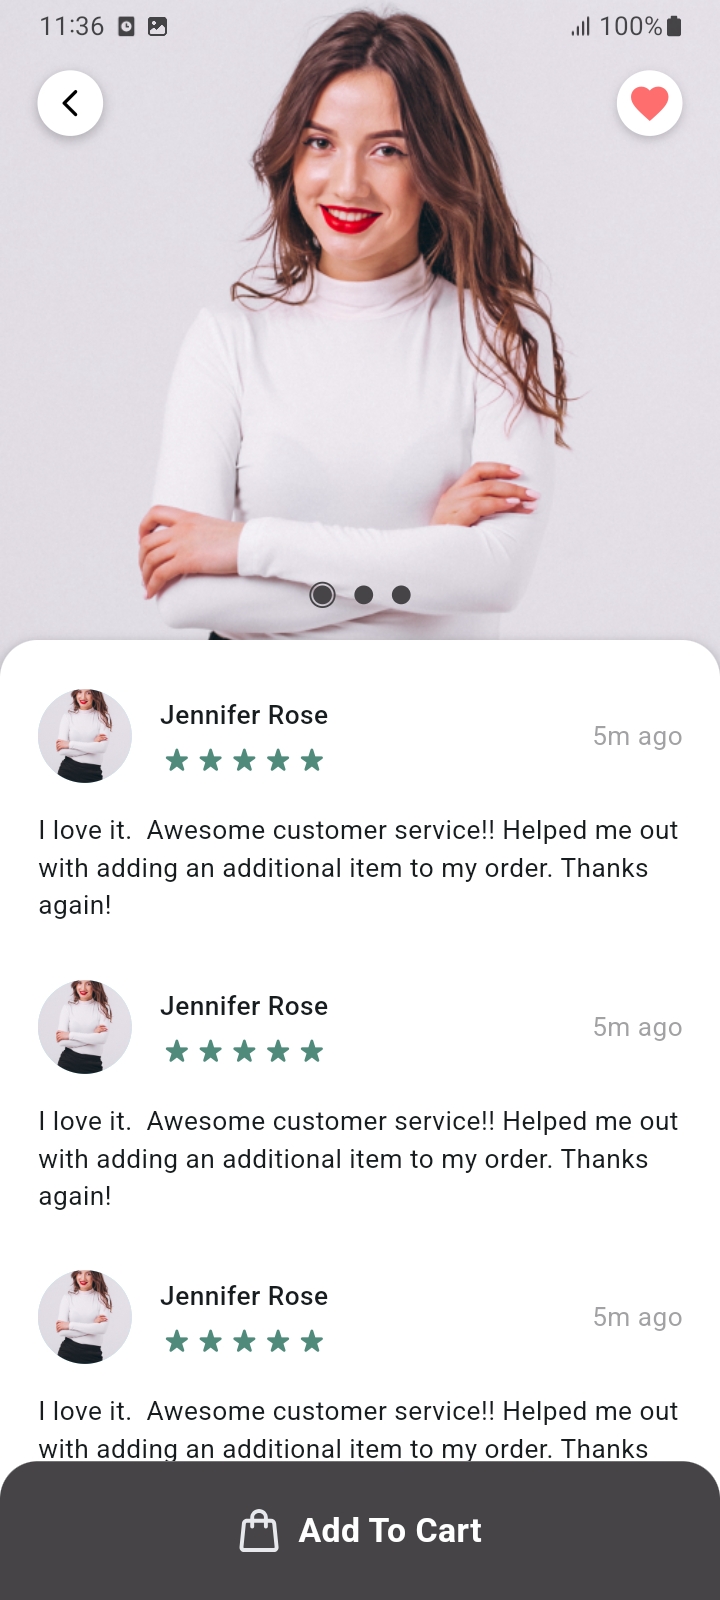 11:36 100%
Jennifer Rose
5m ago
I love it.  Awesome customer service!! Helped me out
with adding an additional item to my order. Thanks
again!
Jennifer Rose
5m ago
I love it.  Awesome customer service!! Helped me out
with adding an additional item to my order. Thanks
again!
Jennifer Rose
5m ago
I love it.  Awesome customer service!! Helped me out
with adding an additional item to my order. Thanks
Add To Cart